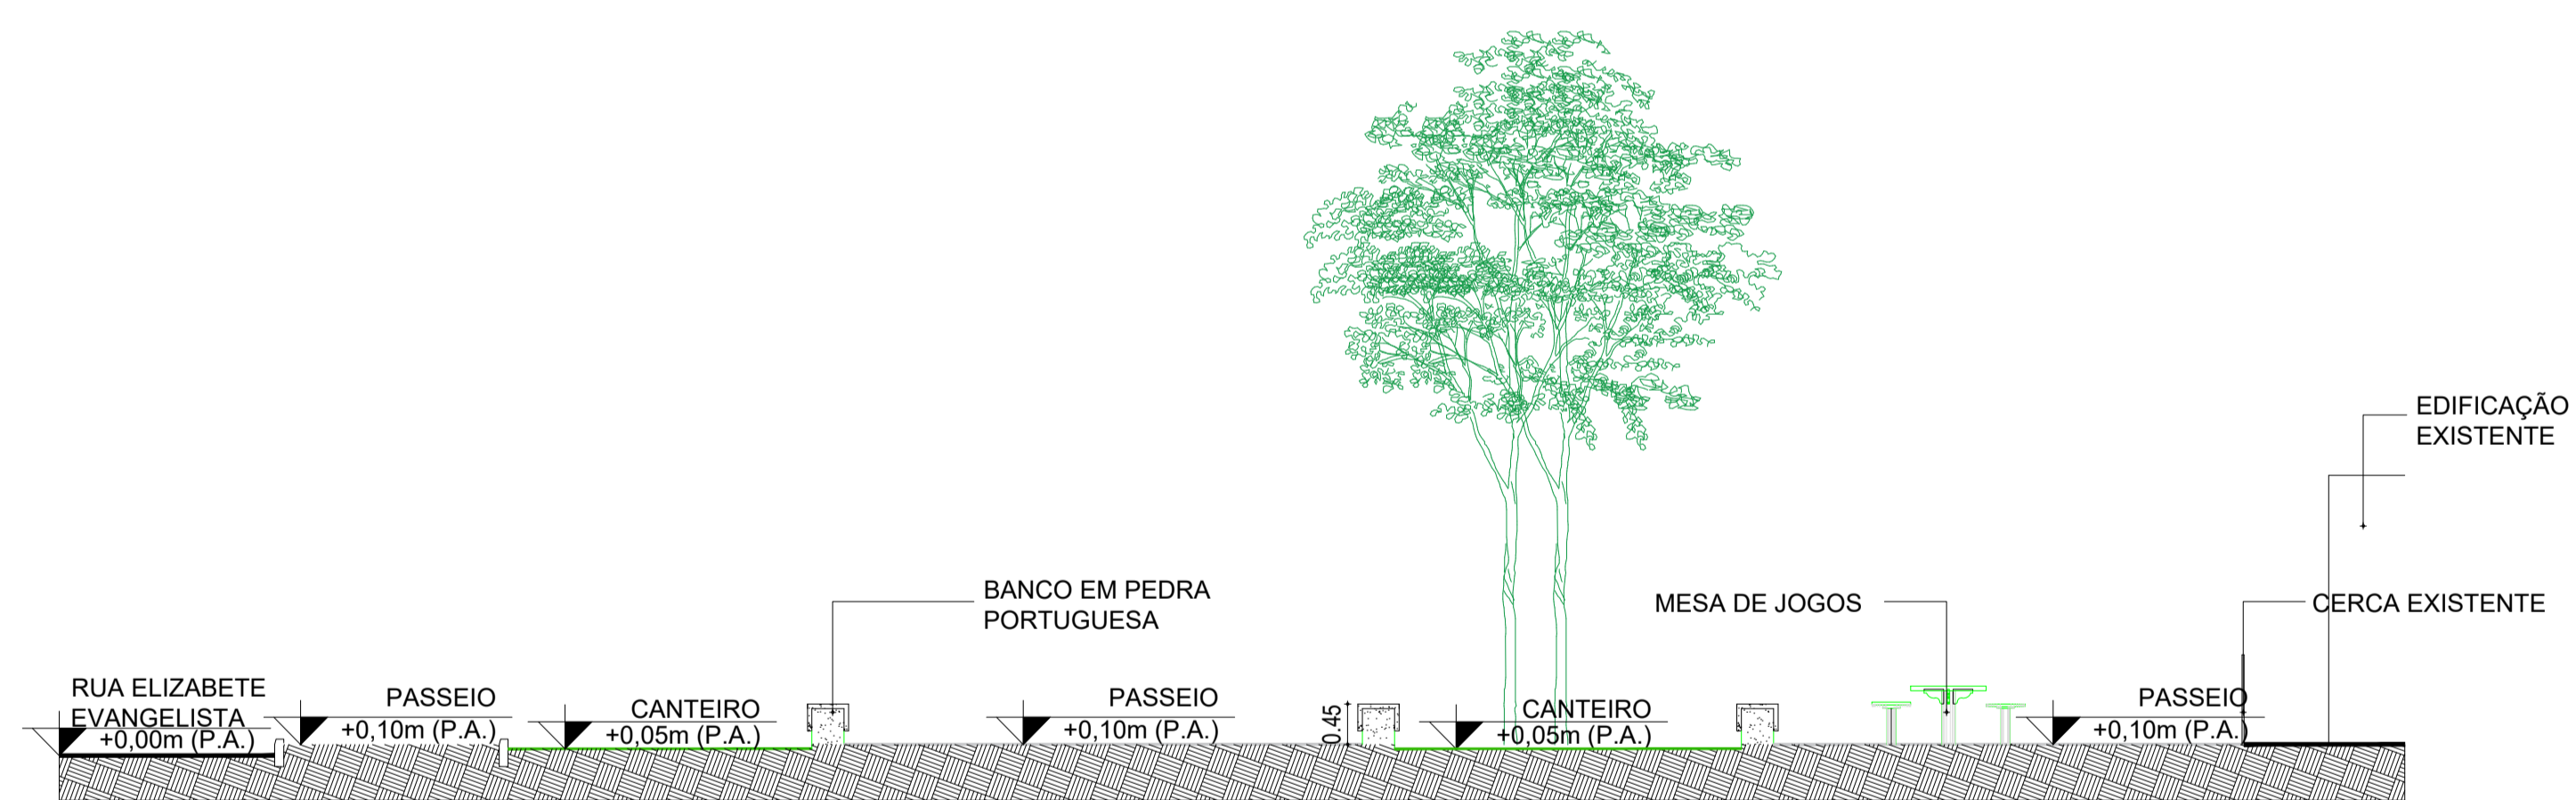 EDIFICAÇÃO
EXISTENTE
BANCO EM PEDRA
PORTUGUESA
MESA DE JOGOS
CERCA EXISTENTE
RUA ELIZABETE
EVANGELISTA
+0,00m (P.A.)
PASSEIO
+0,10m (P.A.)
CANTEIRO
+0,05m (P.A.)
PASSEIO
+0,10m (P.A.)
0.45
CANTEIRO
+0,05m (P.A.)
PASSEIO
+0,10m (P.A.)